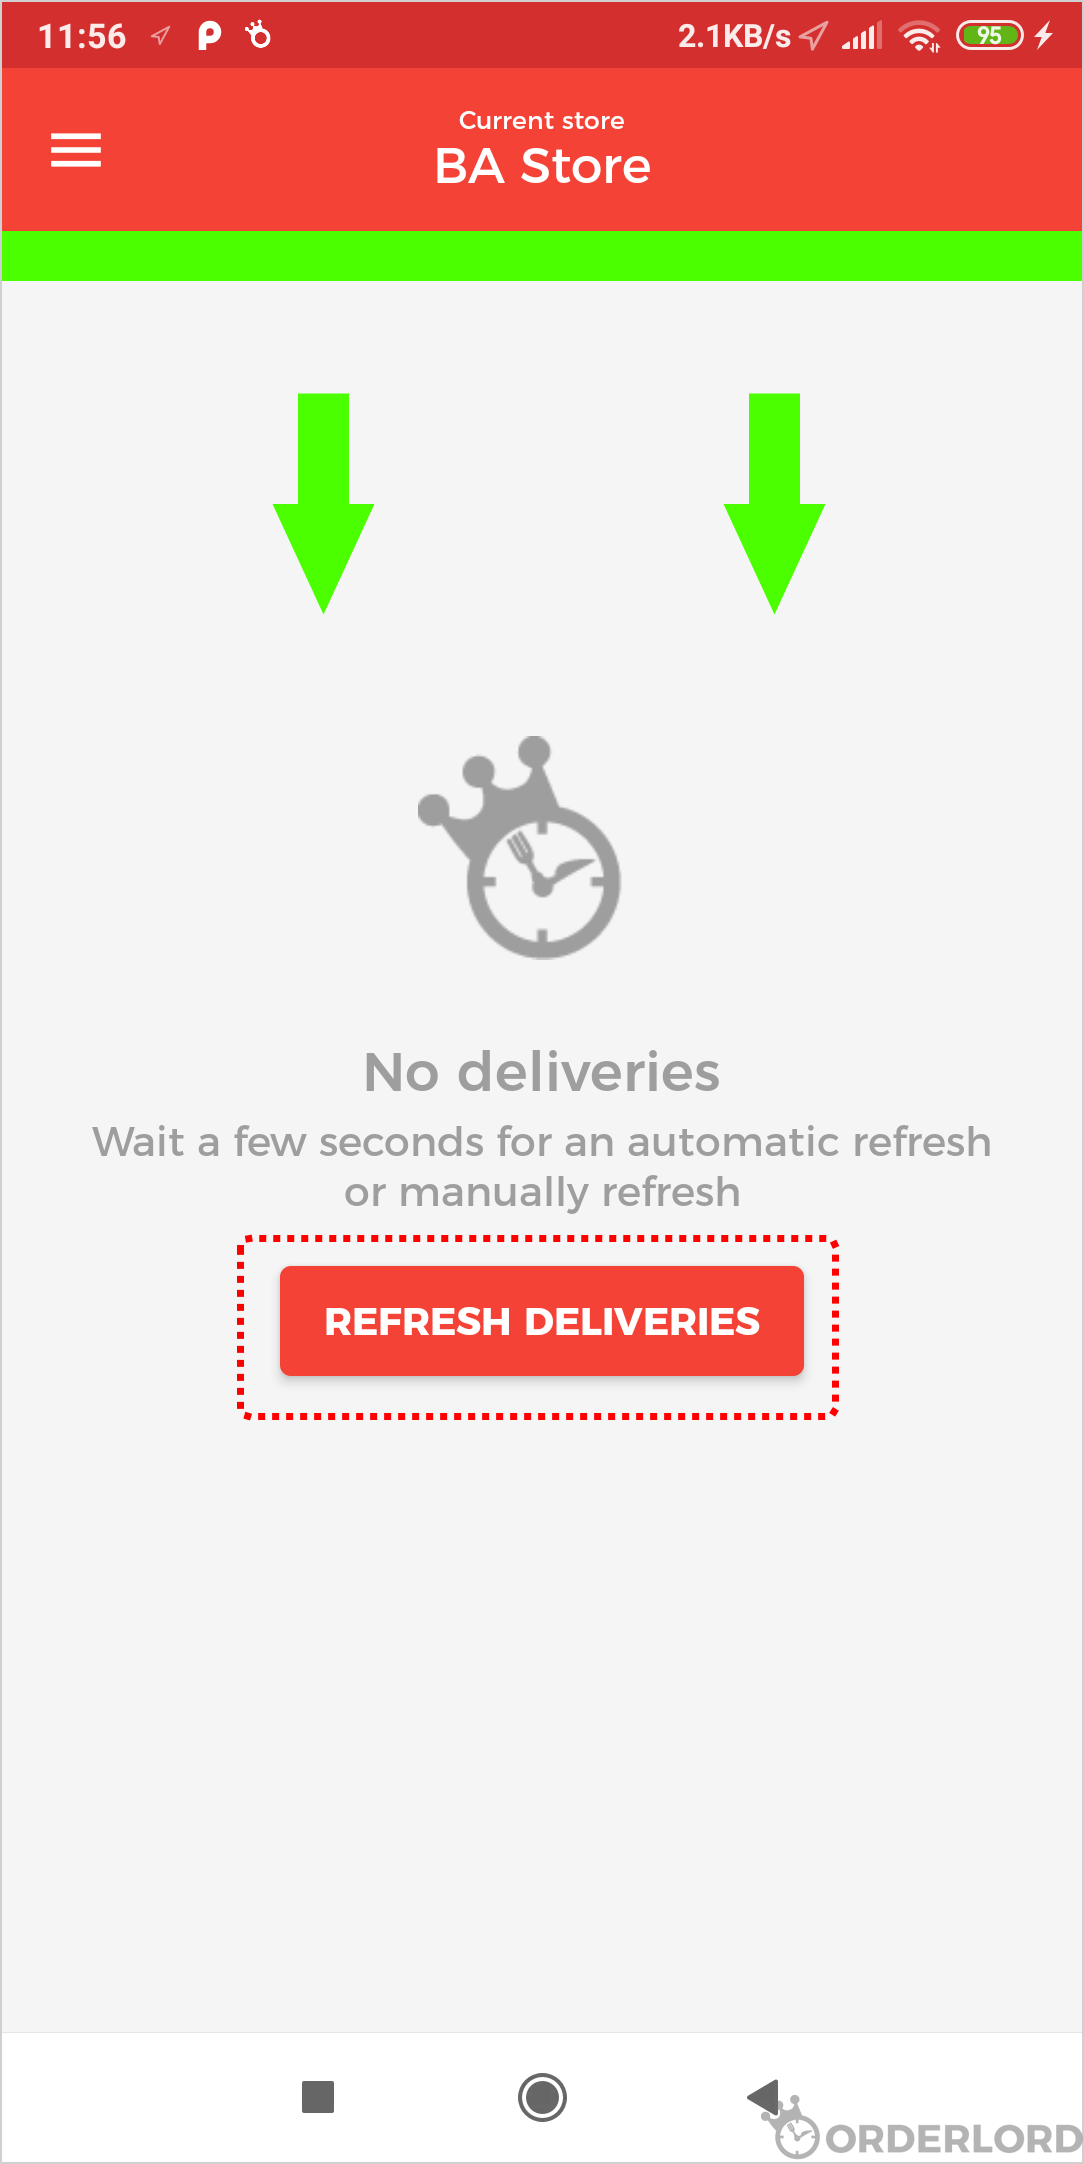 11:56
2.1KB/s
95
Current store
BA Store
No deliveries
Wait a few seconds for an automatic refresh
or manually refresh
REFRESH DELIVERIES
ORDERLORD